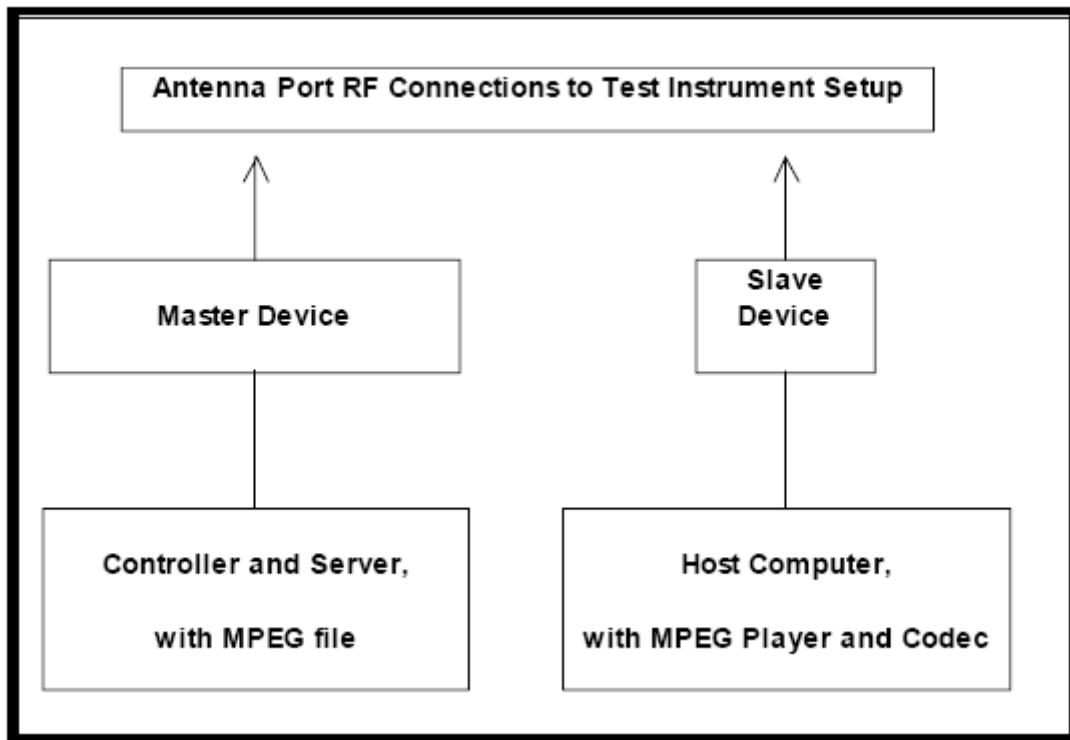 Antenna Port RF Connections to Test Instrument Setup
Master Device
Slave
Device
Controller and Server,
with MPEG file
Host Computer,
with MPEG Player and Codec